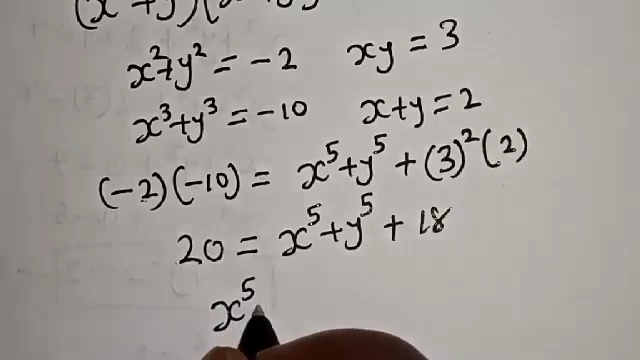 x² + y² = -2 xy = 3
x³ + y³ = -10 x + y = 2
(-2)(-10) = x⁵ + y⁵ + (3)²(2)
20 = x⁵ + y⁵ + 18
x⁵